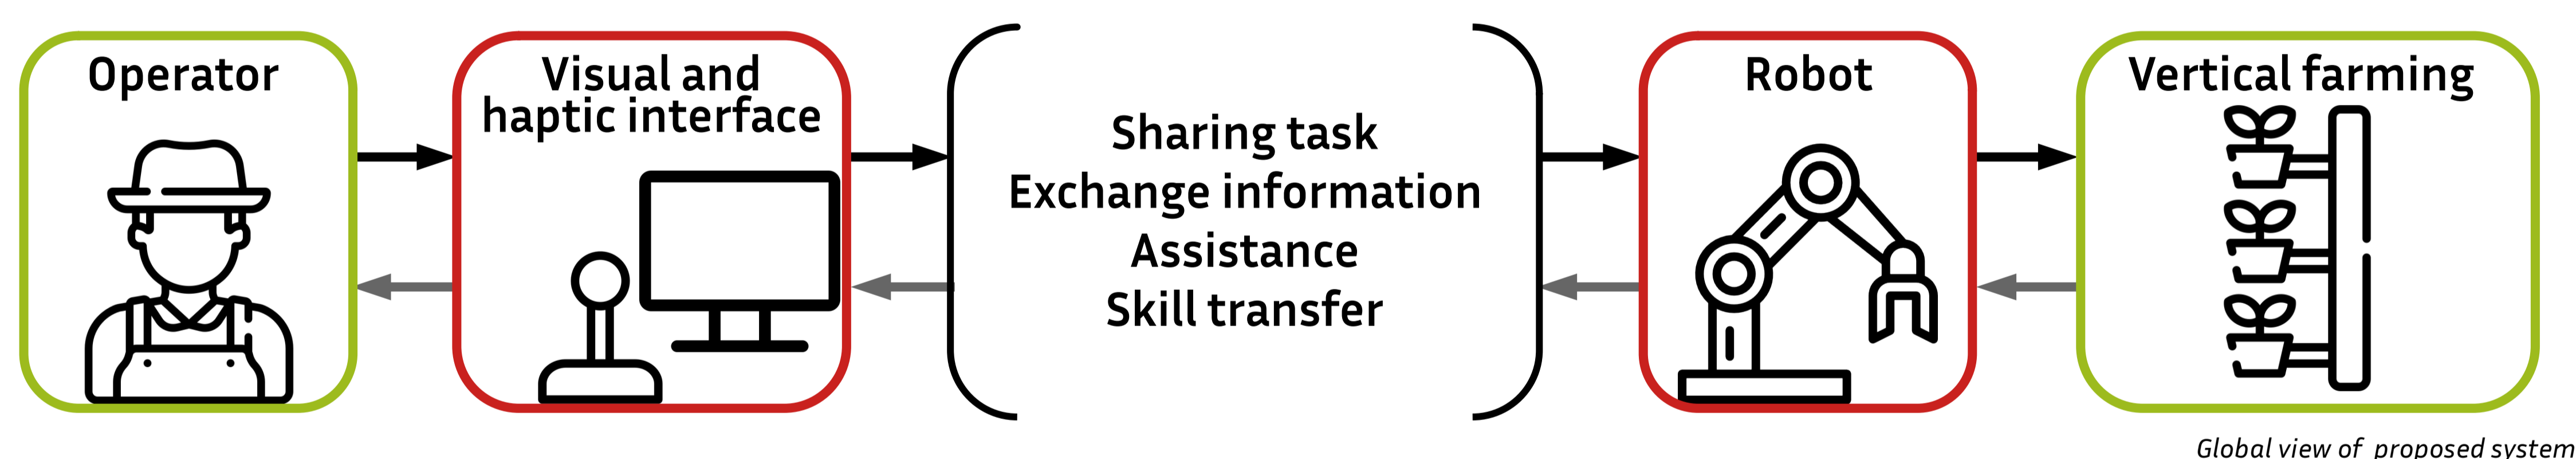 Operator
Visual and
haptic interface
Sharing task
Exchange information
Assistance
Skill transfer
Robot
Vertical farming
Global view of proposed system